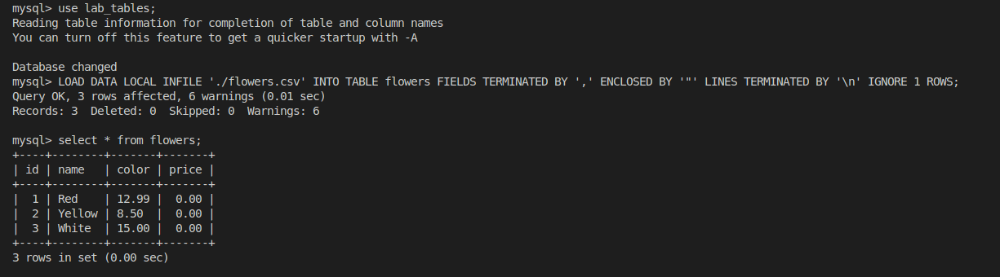 mysql> use lab_tables;
Reading table information for completion of table and column names
You can turn off this feature to get a quicker startup with -A

Database changed
mysql> LOAD DATA LOCAL INFILE './flowers.csv' INTO TABLE flowers FIELDS TERMINATED BY ',' ENCLOSED BY '"' LINES TERMINATED BY '\n' IGNORE 1 ROWS;
Query OK, 3 rows affected, 6 warnings (0.01 sec)
Records: 3  Deleted: 0  Skipped: 0  Warnings: 6

mysql> select * from flowers;
+----+--------+-------+-------+
| id | name   | color | price |
+----+--------+-------+-------+
|  1 | Red    | 12.99 |  0.00 |
|  2 | Yellow | 8.50  |  0.00 |
|  3 | White  | 15.00 |  0.00 |
+----+--------+-------+-------+
3 rows in set (0.00 sec)